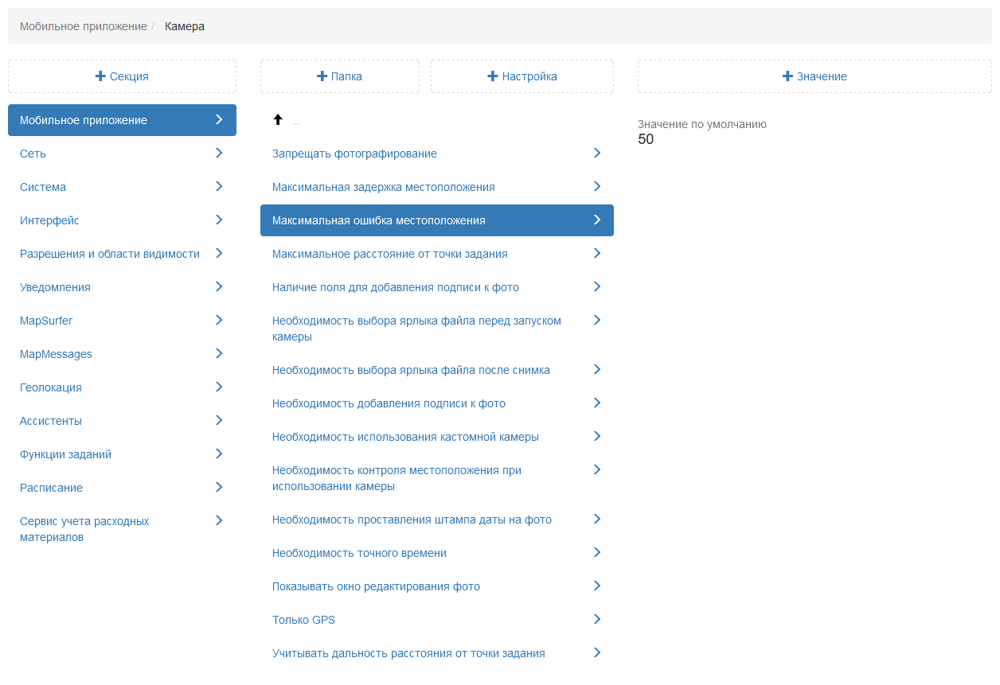 Мобильное приложение / Камера
Секция
Папка
Настройка
Значение
Мобильное приложение
Сеть
Система
Интерфейс
Разрешения и области видимости
Уведомления
MapSurfer
MapMessages
Геолокация
Ассистенты
Функции заданий
Расписание
Сервис учета расходных
материалов
..
Запрещать фотографирование
Максимальная задержка местоположения
Максимальная ошибка местоположения
Максимальное расстояние от точки задания
Наличие поля для добавления подписи к фото
Необходимость выбора ярлыка файла перед запуском
камеры
Необходимость выбора ярлыка файла после снимка
Необходимость добавления подписи к фото
Необходимость использования кастомной камеры
Необходимость контроля местоположения при
использовании камеры
Необходимость проставления штампа даты на фото
Необходимость точного времени
Показывать окно редактирования фото
Только GPS
Учитывать дальность расстояния от точки задания
Значение по умолчанию
50